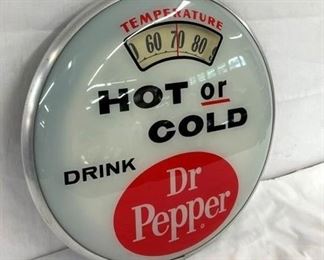 TEMPERATURE
60 70 80
HOT or
COLD
DRINK
Dr
Pepper